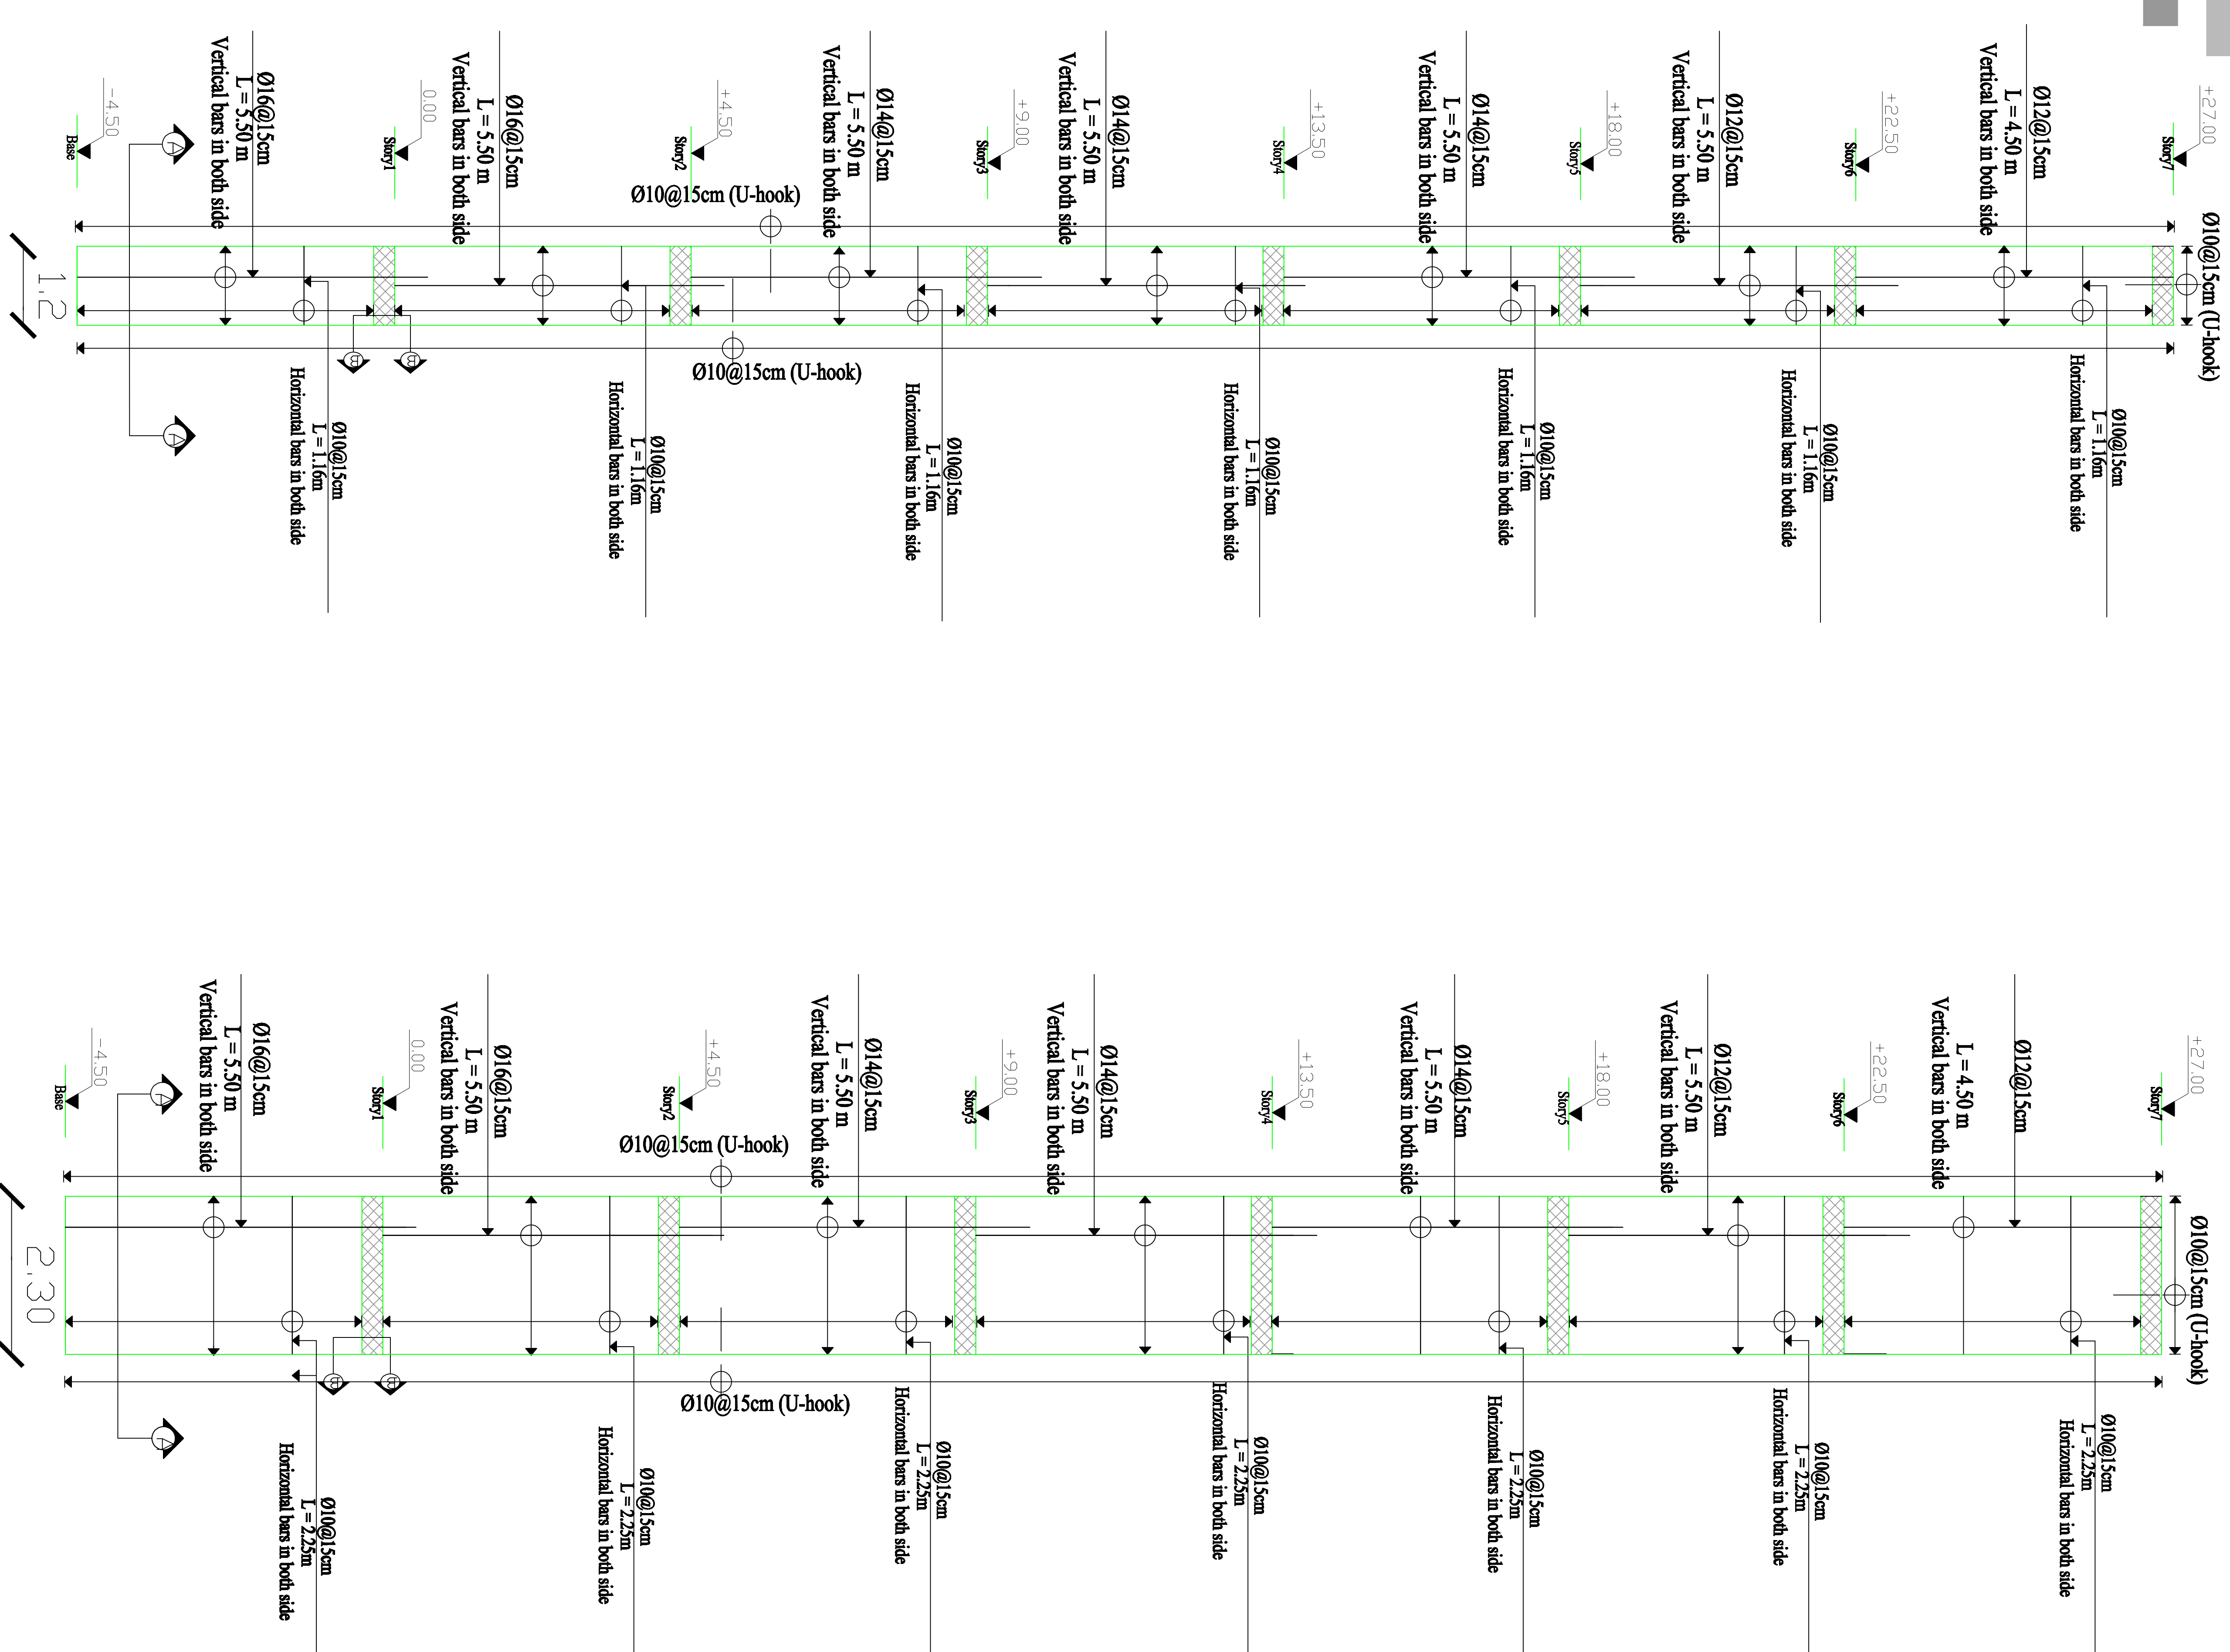 +27.00
Story7
+22.50
Story6
+18.00
Story5
+13.50
Story4
+9.00
Story3
+4.50
Story2
0.00
Story1
-4.50
Base
Ø10@15cm (U-hook)
Ø12@15cm
L = 4.50 m
Vertical bars in both side
Ø12@15cm
L = 5.50 m
Vertical bars in both side
Ø14@15cm
L = 5.50 m
Vertical bars in both side
Ø14@15cm
L = 5.50 m
Vertical bars in both side
Ø14@15cm
L = 5.50 m
Vertical bars in both side
Ø16@15cm
L = 5.50 m
Vertical bars in both side
Ø16@15cm
L = 5.50 m
Vertical bars in both side
Ø10@15cm (U-hook)
Ø10@15cm (U-hook)
Ø10@15cm
L = 1.16m
Horizontal bars in both side
Ø10@15cm
L = 1.16m
Horizontal bars in both side
Ø10@15cm
L = 1.16m
Horizontal bars in both side
Ø10@15cm
L = 1.16m
Horizontal bars in both side
Ø10@15cm
L = 1.16m
Horizontal bars in both side
Ø10@15cm
L = 1.16m
Horizontal bars in both side
Ø10@15cm
L = 1.16m
Horizontal bars in both side
B
B
A
A
1,2
+27.00
Story7
+22.50
Story6
+18.00
Story5
+13.50
Story4
+9.00
Story3
+4.50
Story2
0.00
Story1
-4.50
Base
Ø10@15cm (U-hook)
Ø12@15cm
L = 4.50 m
Vertical bars in both side
Ø12@15cm
L = 5.50 m
Vertical bars in both side
Ø14@15cm
L = 5.50 m
Vertical bars in both side
Ø14@15cm
L = 5.50 m
Vertical bars in both side
Ø14@15cm
L = 5.50 m
Vertical bars in both side
Ø16@15cm
L = 5.50 m
Vertical bars in both side
Ø16@15cm
L = 5.50 m
Vertical bars in both side
Ø10@15cm (U-hook)
Ø10@15cm (U-hook)
Ø10@15cm
L = 2.25m
Horizontal bars in both side
Ø10@15cm
L = 2.25m
Horizontal bars in both side
Ø10@15cm
L = 2.25m
Horizontal bars in both side
Ø10@15cm
L = 2.25m
Horizontal bars in both side
Ø10@15cm
L = 2.25m
Horizontal bars in both side
Ø10@15cm
L = 2.25m
Horizontal bars in both side
Ø10@15cm
L = 2.25m
Horizontal bars in both side
B
B
A
A
2,30